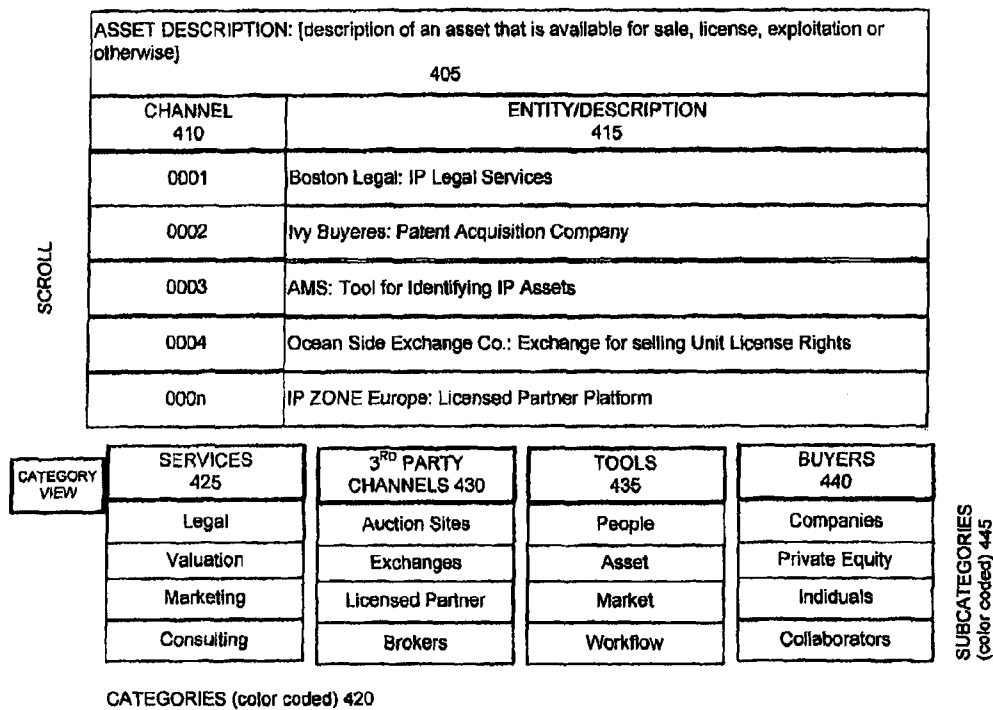 ASSET DESCRIPTION: [description of an asset that is available for sale, license, exploitation or
otherwise]
405
CHANNEL
410
ENTITY/DESCRIPTION
415
0001
Boston Legal: IP Legal Services
0002
Ivy Buyeres: Patent Acquisition Company
0003
AMS: Tool for Identifying IP Assets
0004
Ocean Side Exchange Co.: Exchange for selling Unit License Rights
000n
IP ZONE Europe: Licensed Partner Platform
SCROLL
CATEGORY
VIEW
SERVICES
425
Legal
Valuation
Marketing
Consulting
3RD PARTY
CHANNELS 430
Auction Sites
Exchanges
Licensed Partner
Brokers
TOOLS
435
People
Asset
Market
Workflow
BUYERS
440
Companies
Private Equity
Indiduals
Collaborators
SUBCATEGORIES
(color coded) 445
CATEGORIES (color coded) 420